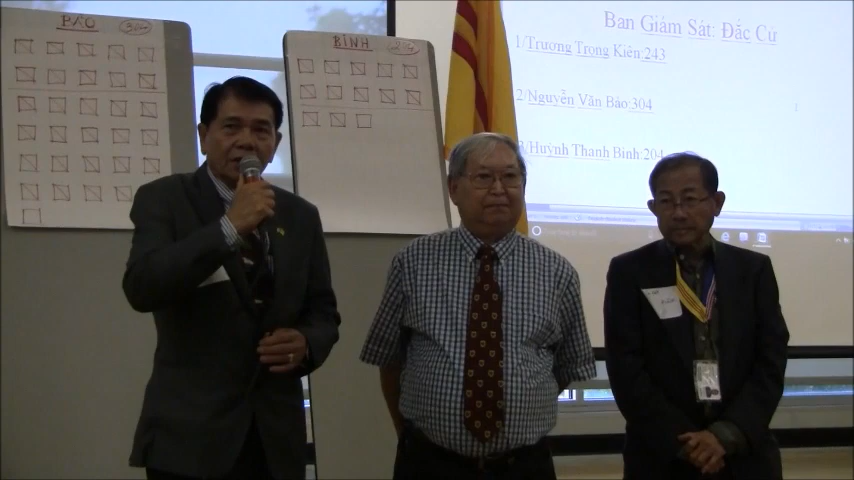 BẢO
BÌNH
Ban Giám Sát: Đắc Cử
1/Trương Trọng Kiên:243
2/Nguyễn Văn Bảo:304
3/Huỳnh Thanh Bình:204